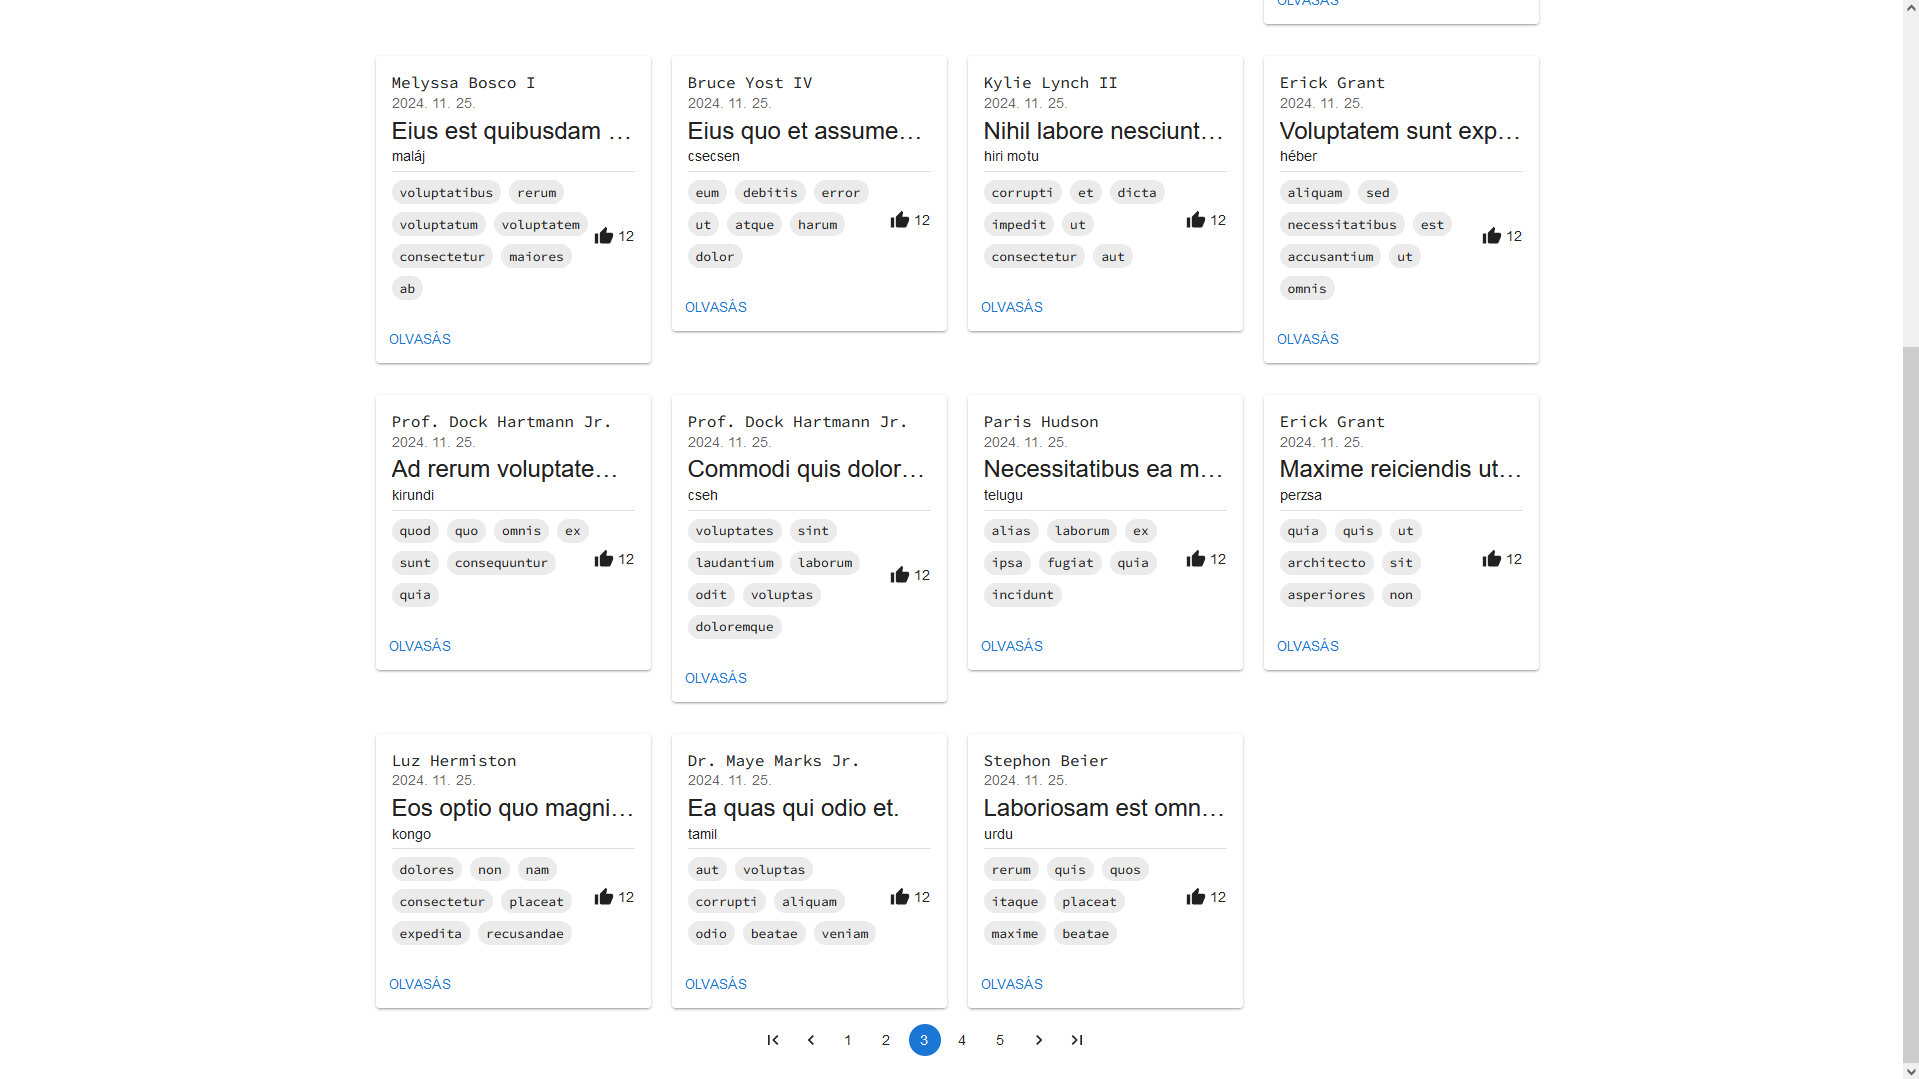 OLVASÁS
Melyssa Bosco I
2024. 11. 25.
Eius est quibusdam …
maláj
voluptatibus rerum
voluptatum voluptatem
consectetur maiores
ab
12
OLVASÁS
Bruce Yost IV
2024. 11. 25.
Eius quo et assume…
csecsen
eum debitis error
ut atque harum
dolor
12
OLVASÁS
Kylie Lynch II
2024. 11. 25.
Nihil labore nesciunt…
hiri motu
corrupti et dicta
impedit ut
consectetur aut
12
OLVASÁS
Erick Grant
2024. 11. 25.
Voluptatem sunt exp…
héber
aliquam sed
necessitatibus est
accusantium ut
omnis
12
OLVASÁS
Prof. Dock Hartmann Jr.
2024. 11. 25.
Ad rerum voluptate…
kirundi
quod quo omnis ex
sunt consequuntur
quia
12
OLVASÁS
Prof. Dock Hartmann Jr.
2024. 11. 25.
Commodi quis dolor…
cseh
voluptates sint
laudantium laborum
odit voluptas
doloremque
12
OLVASÁS
Paris Hudson
2024. 11. 25.
Necessitatibus ea m…
telugu
alias laborum ex
ipsa fugiat quia
incidunt
12
OLVASÁS
Erick Grant
2024. 11. 25.
Maxime reiciendis ut…
perzsa
quia quis ut
architecto sit
asperiores non
12
OLVASÁS
Luz Hermiston
2024. 11. 25.
Eos optio quo magni…
kongo
dolores non nam
consectetur placeat
expedita recusandae
12
OLVASÁS
Dr. Maye Marks Jr.
2024. 11. 25.
Ea quas qui odio et.
tamil
aut voluptas
corrupti aliquam
odio beatae veniam
12
OLVASÁS
Stephon Beier
2024. 11. 25.
Laboriosam est omn…
urdu
rerum quis quos
itaque placeat
maxime beatae
12
OLVASÁS
1 2 3 4 5